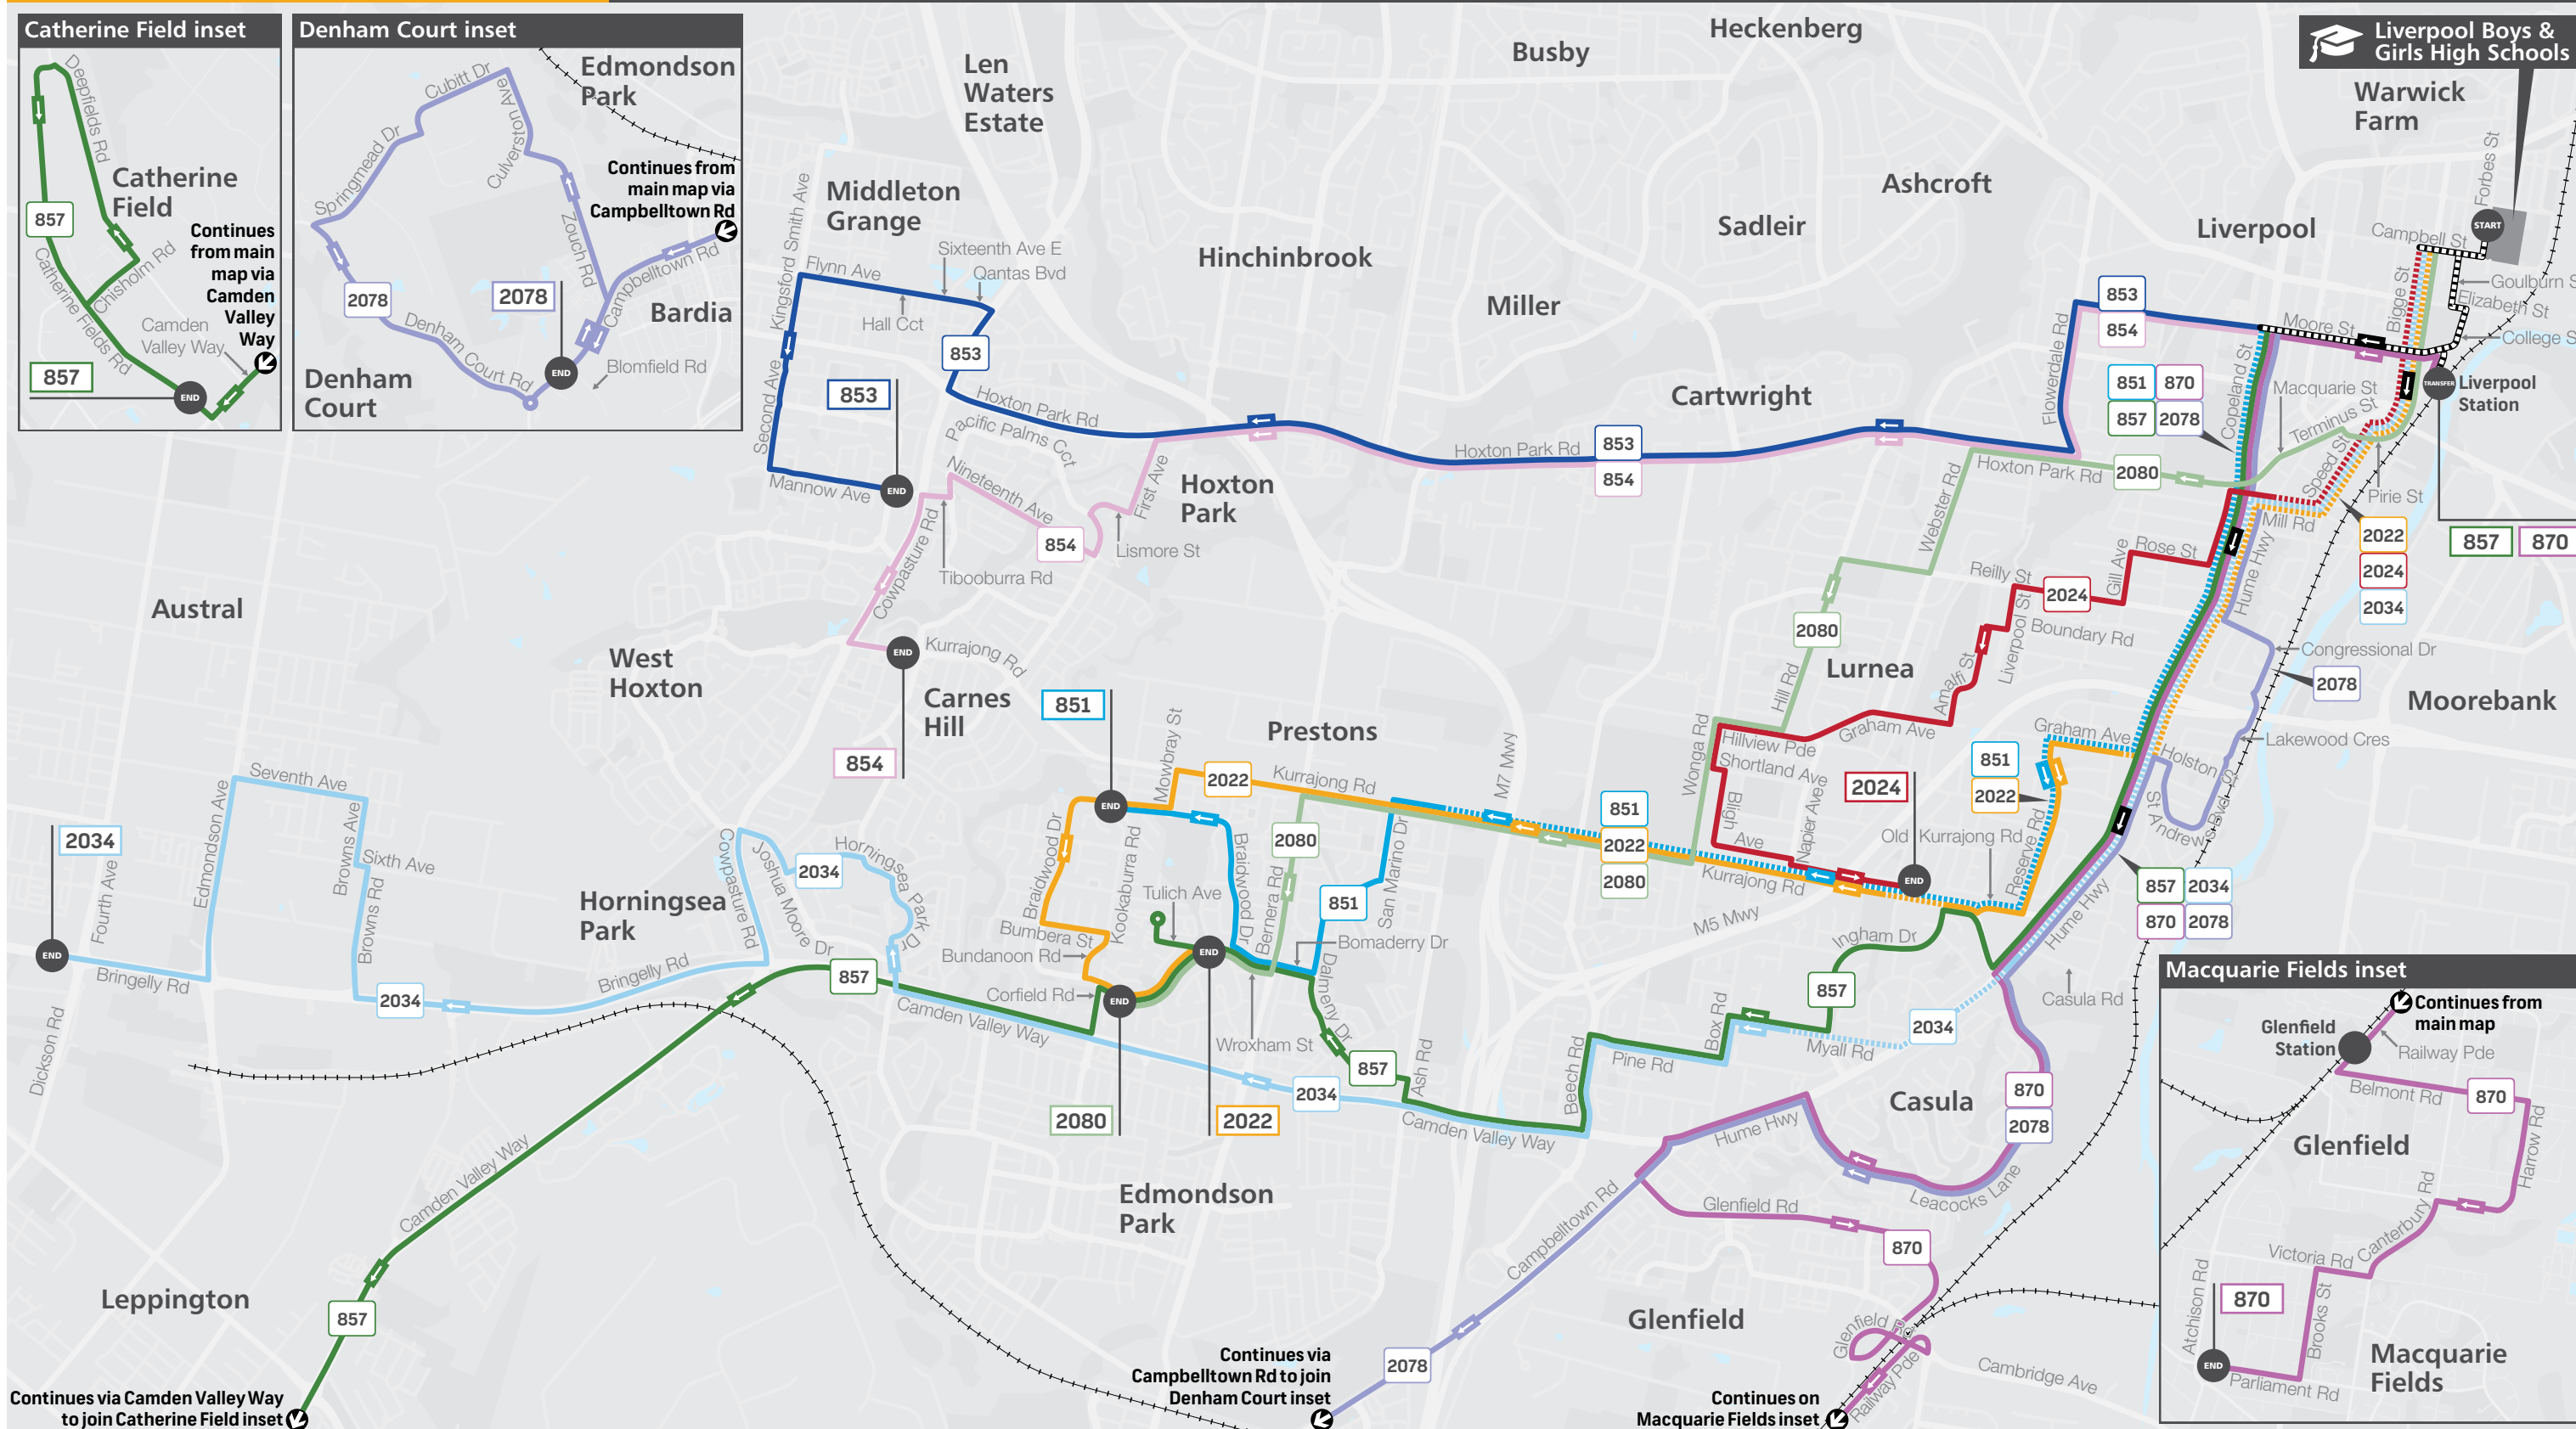 Catherine Field inset
Deepfields Rd
Catherine
Field
857
Continues
from main
map via
Camden
Valley
Way
Chisholm Rd
Catherine Fields Rd
Camden
Valley Way
857
END
Denham Court inset
Edmondson
Park
Cubitt Dr
Culverston Ave
Springmead Dr
Continues from
main map via
Campbelltown Rd
Zouch Rd
2078
2078
Campbelltown Rd
Bardia
Denham Court Rd
Blomfield Rd
END
Denham
Court
Len
Waters
Estate
Busby
Heckenberg
Liverpool Boys &
Girls High Schools
Warwick
Farm
Forbes St
START
Middleton
Grange
Kingsford Smith Ave
Sixteenth Ave E
Qantas Bvd
Flynn Ave
Hall Cct
853
Hinchinbrook
Miller
Sadleir
Ashcroft
Liverpool
Campbell St
Goulburn S
Elizabeth St
College S
Bigge St
Moore St
853
854
Flowerdale Rd
Copeland St
851
870
857
2078
Macquarie St
Terminus St
TRANSFER
Liverpool
Station
Speed St
Pirie St
Mill Rd
857
870
2022
2024
2034
Second Ave
853
Mannow Ave
END
Hoxton Park Rd
Pacific Palms Cct
Nineteenth Ave
First Ave
Hoxton
Park
854
Lismore St
Tibooburra Rd
Cowpasture Rd
Hoxton Park Rd
853
854
Cartwright
Hoxton Park Rd
2080
Webster Rd
Rose St
Gill Ave
Reilly St
2024
Liverpool St
Boundary Rd
Amalfi St
Hume Hwy
Congressional Dr
2078
Moorebank
Lakewood Cres
Austral
West
Hoxton
END
Kurrajong Rd
Carnes
Hill
854
851
Mowbray St
Prestons
M7 Mwy
2080
Lurnea
Hill Rd
Wonga Rd
Graham Ave
Hillview Pde
Shortland Ave
Bligh
Ave
Napier Ave
2024
Graham Ave
851
2022
Holston St
St Andrews Bvd
Old Kurrajong Rd
Reserve Rd
END
Kurrajong Rd
851
2022
2080
M5 Mwy
2022
Kurrajong Rd
END
Braidwood Dr
Kookaburra Rd
Braidwood Dr
2080
Bernera Rd
851
San Marino Dr
Tulich Ave
Bomaderry Dr
Bumbera St
Bundanoon Rd
END
Corfield Rd
END
Wroxham St
Dalmeny Dr
857
Ash Rd
2080
2022
Seventh Ave
Edmondson Ave
Browns Ave
Sixth Ave
Browns Rd
2034
Fourth Ave
END
Bringelly Rd
Dickson Rd
2034
Bringelly Rd
Horningsea
Park
Cowpasture Rd
Joshua Moore Dr
2034
Horningsea Park Dr
857
Camden Valley Way
2034
Camden Valley Way
Beech Rd
Pine Rd
Box Rd
Ingham Dr
857
Myall Rd
2034
Hume Hwy
Casula Rd
857
2034
870
2078
Casula
870
2078
Hume Hwy
Leacocks Lane
Glenfield Rd
870
Campbelltown Rd
2078
Edmondson
Park
Glenfield
Glenfield Rd
Railway Pde
Cambridge Ave
Leppington
Camden Valley Way
857
Continues via Camden Valley Way
to join Catherine Field inset
Continues via
Campbelltown Rd to join
Denham Court inset
Continues on
Macquarie Fields inset
Macquarie Fields inset
Continues from
main map
Glenfield
Station
Railway Pde
Belmont Rd
870
Harrow Rd
Glenfield
Canterbury Rd
Victoria Rd
Atchison Rd
870
Brooks St
END
Parliament Rd
Macquarie
Fields